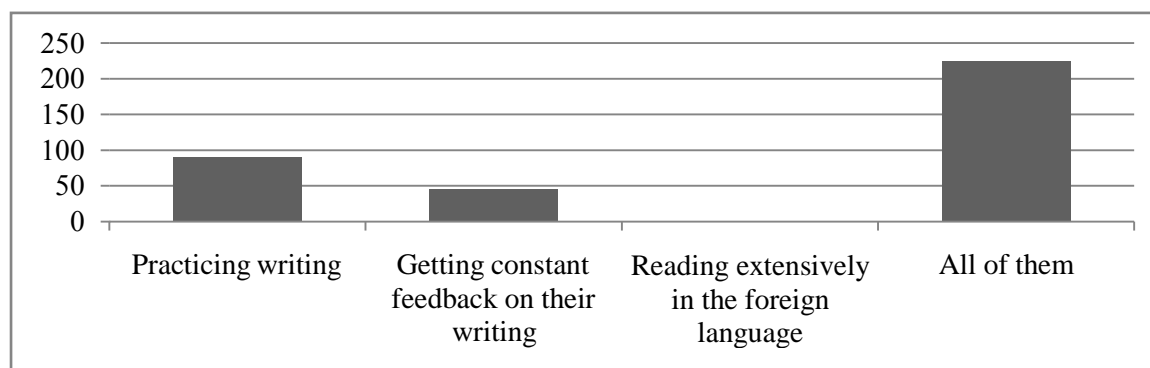 250
200
150
100
50
0
Practicing writing
Getting constant
feedback on their
writing
Reading extensively
in the foreign
language
All of them